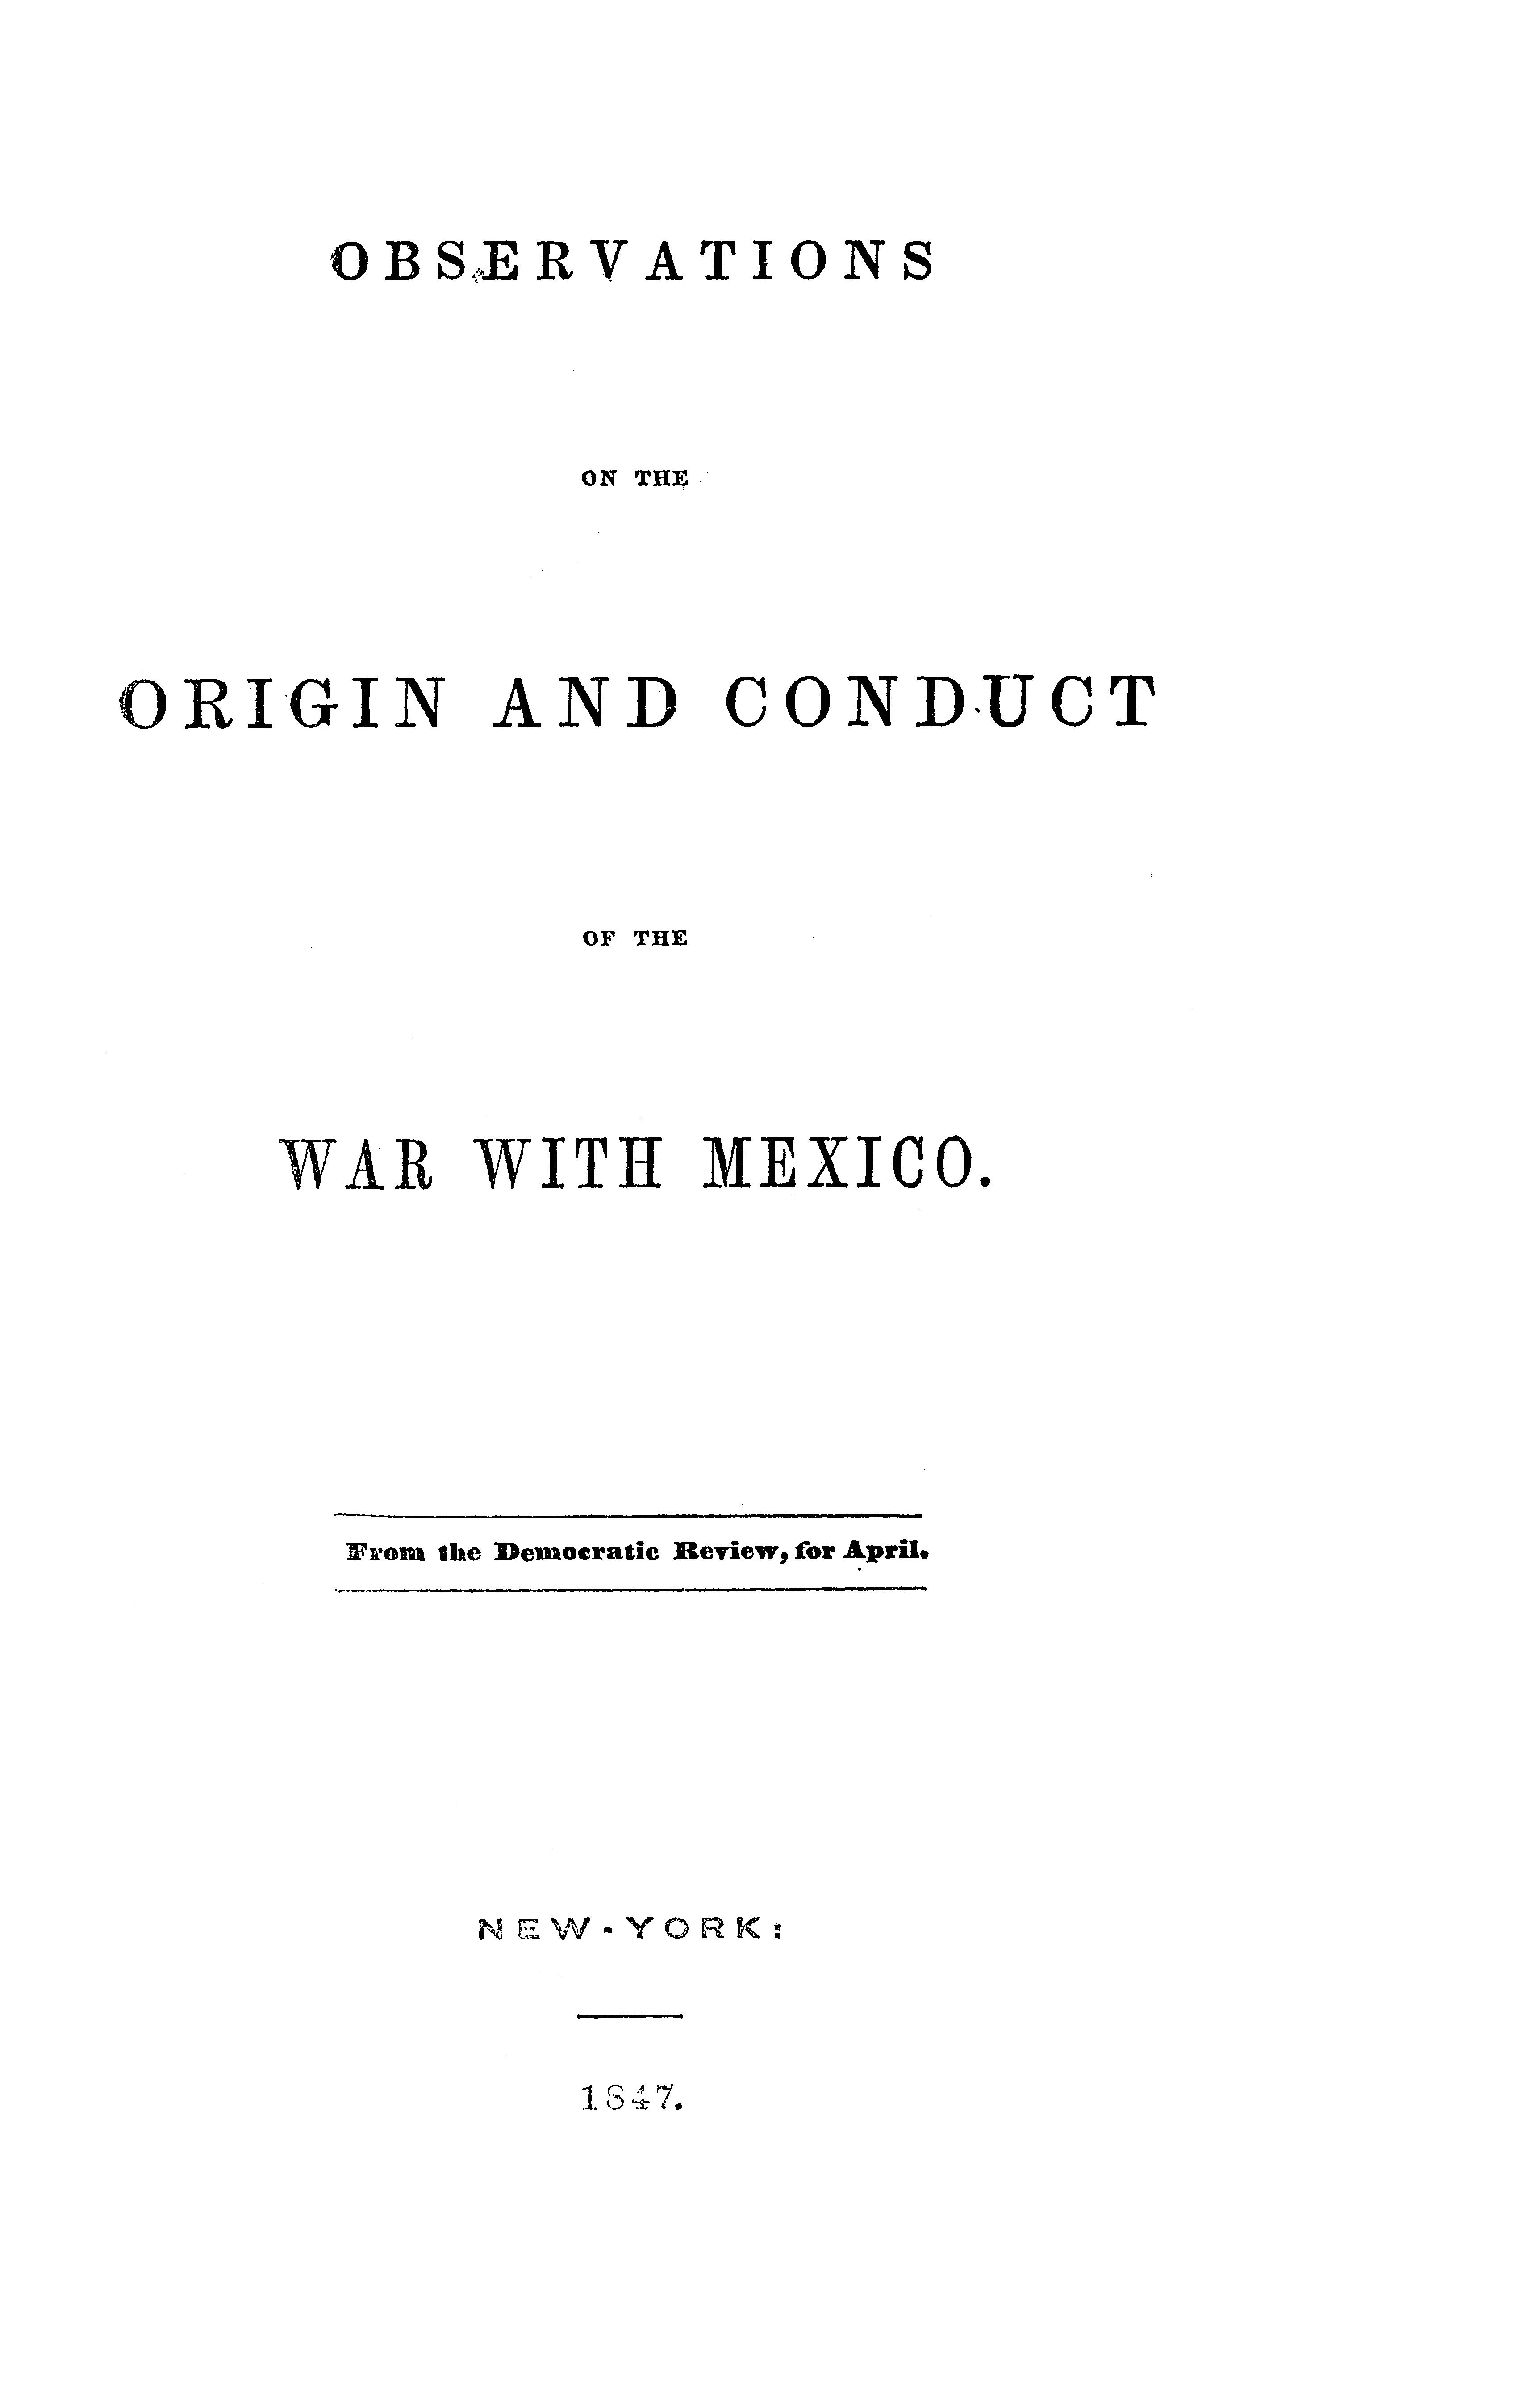 OBSERVATIONS
ON THE
ORIGIN AND CONDUCT
OF THE
WAR WITH MEXICO.
From the Democratic Review, for April.
NEW-YORK:
1847.